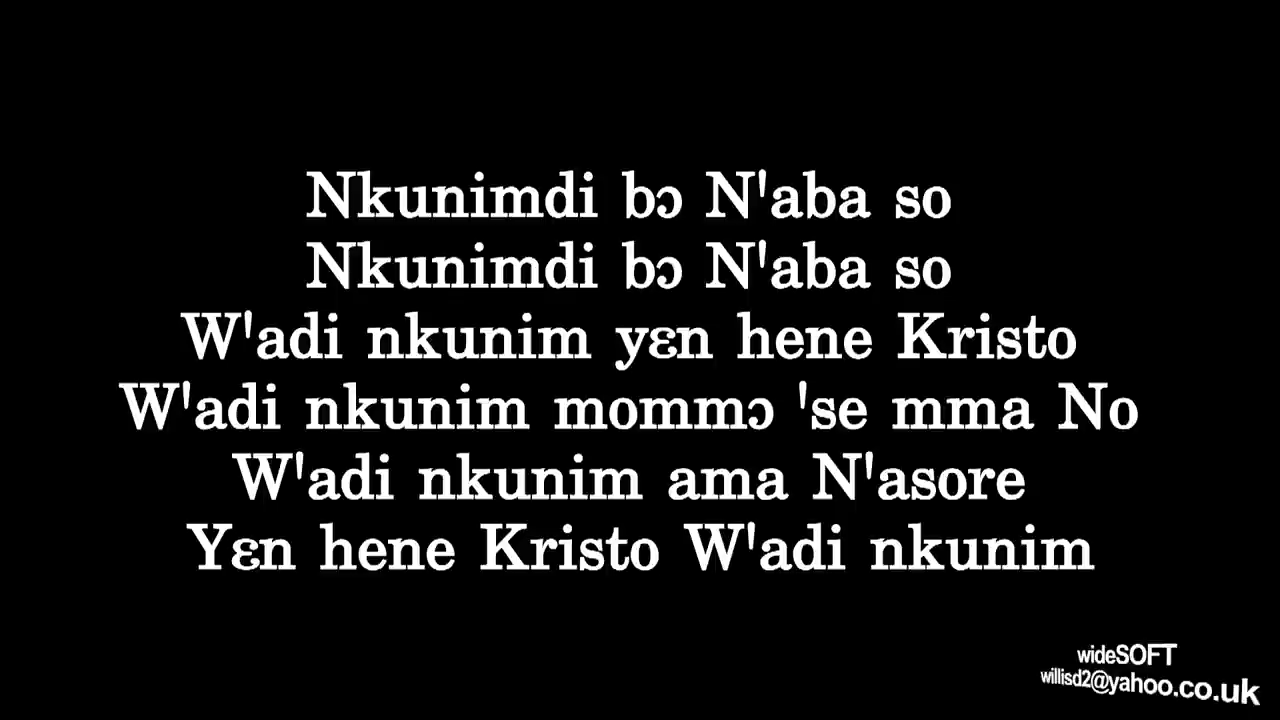 Nkunimdi bɔ N'aba so
Nkunimdi bɔ N'aba so
W'adi nkunim yɛn hene Kristo
W'adi nkunim mommɔ 'se mma No
W'adi nkunim ama N'asore
Yɛn hene Kristo W'adi nkunim
wideSOFT
willisd2@yahoo.co.uk